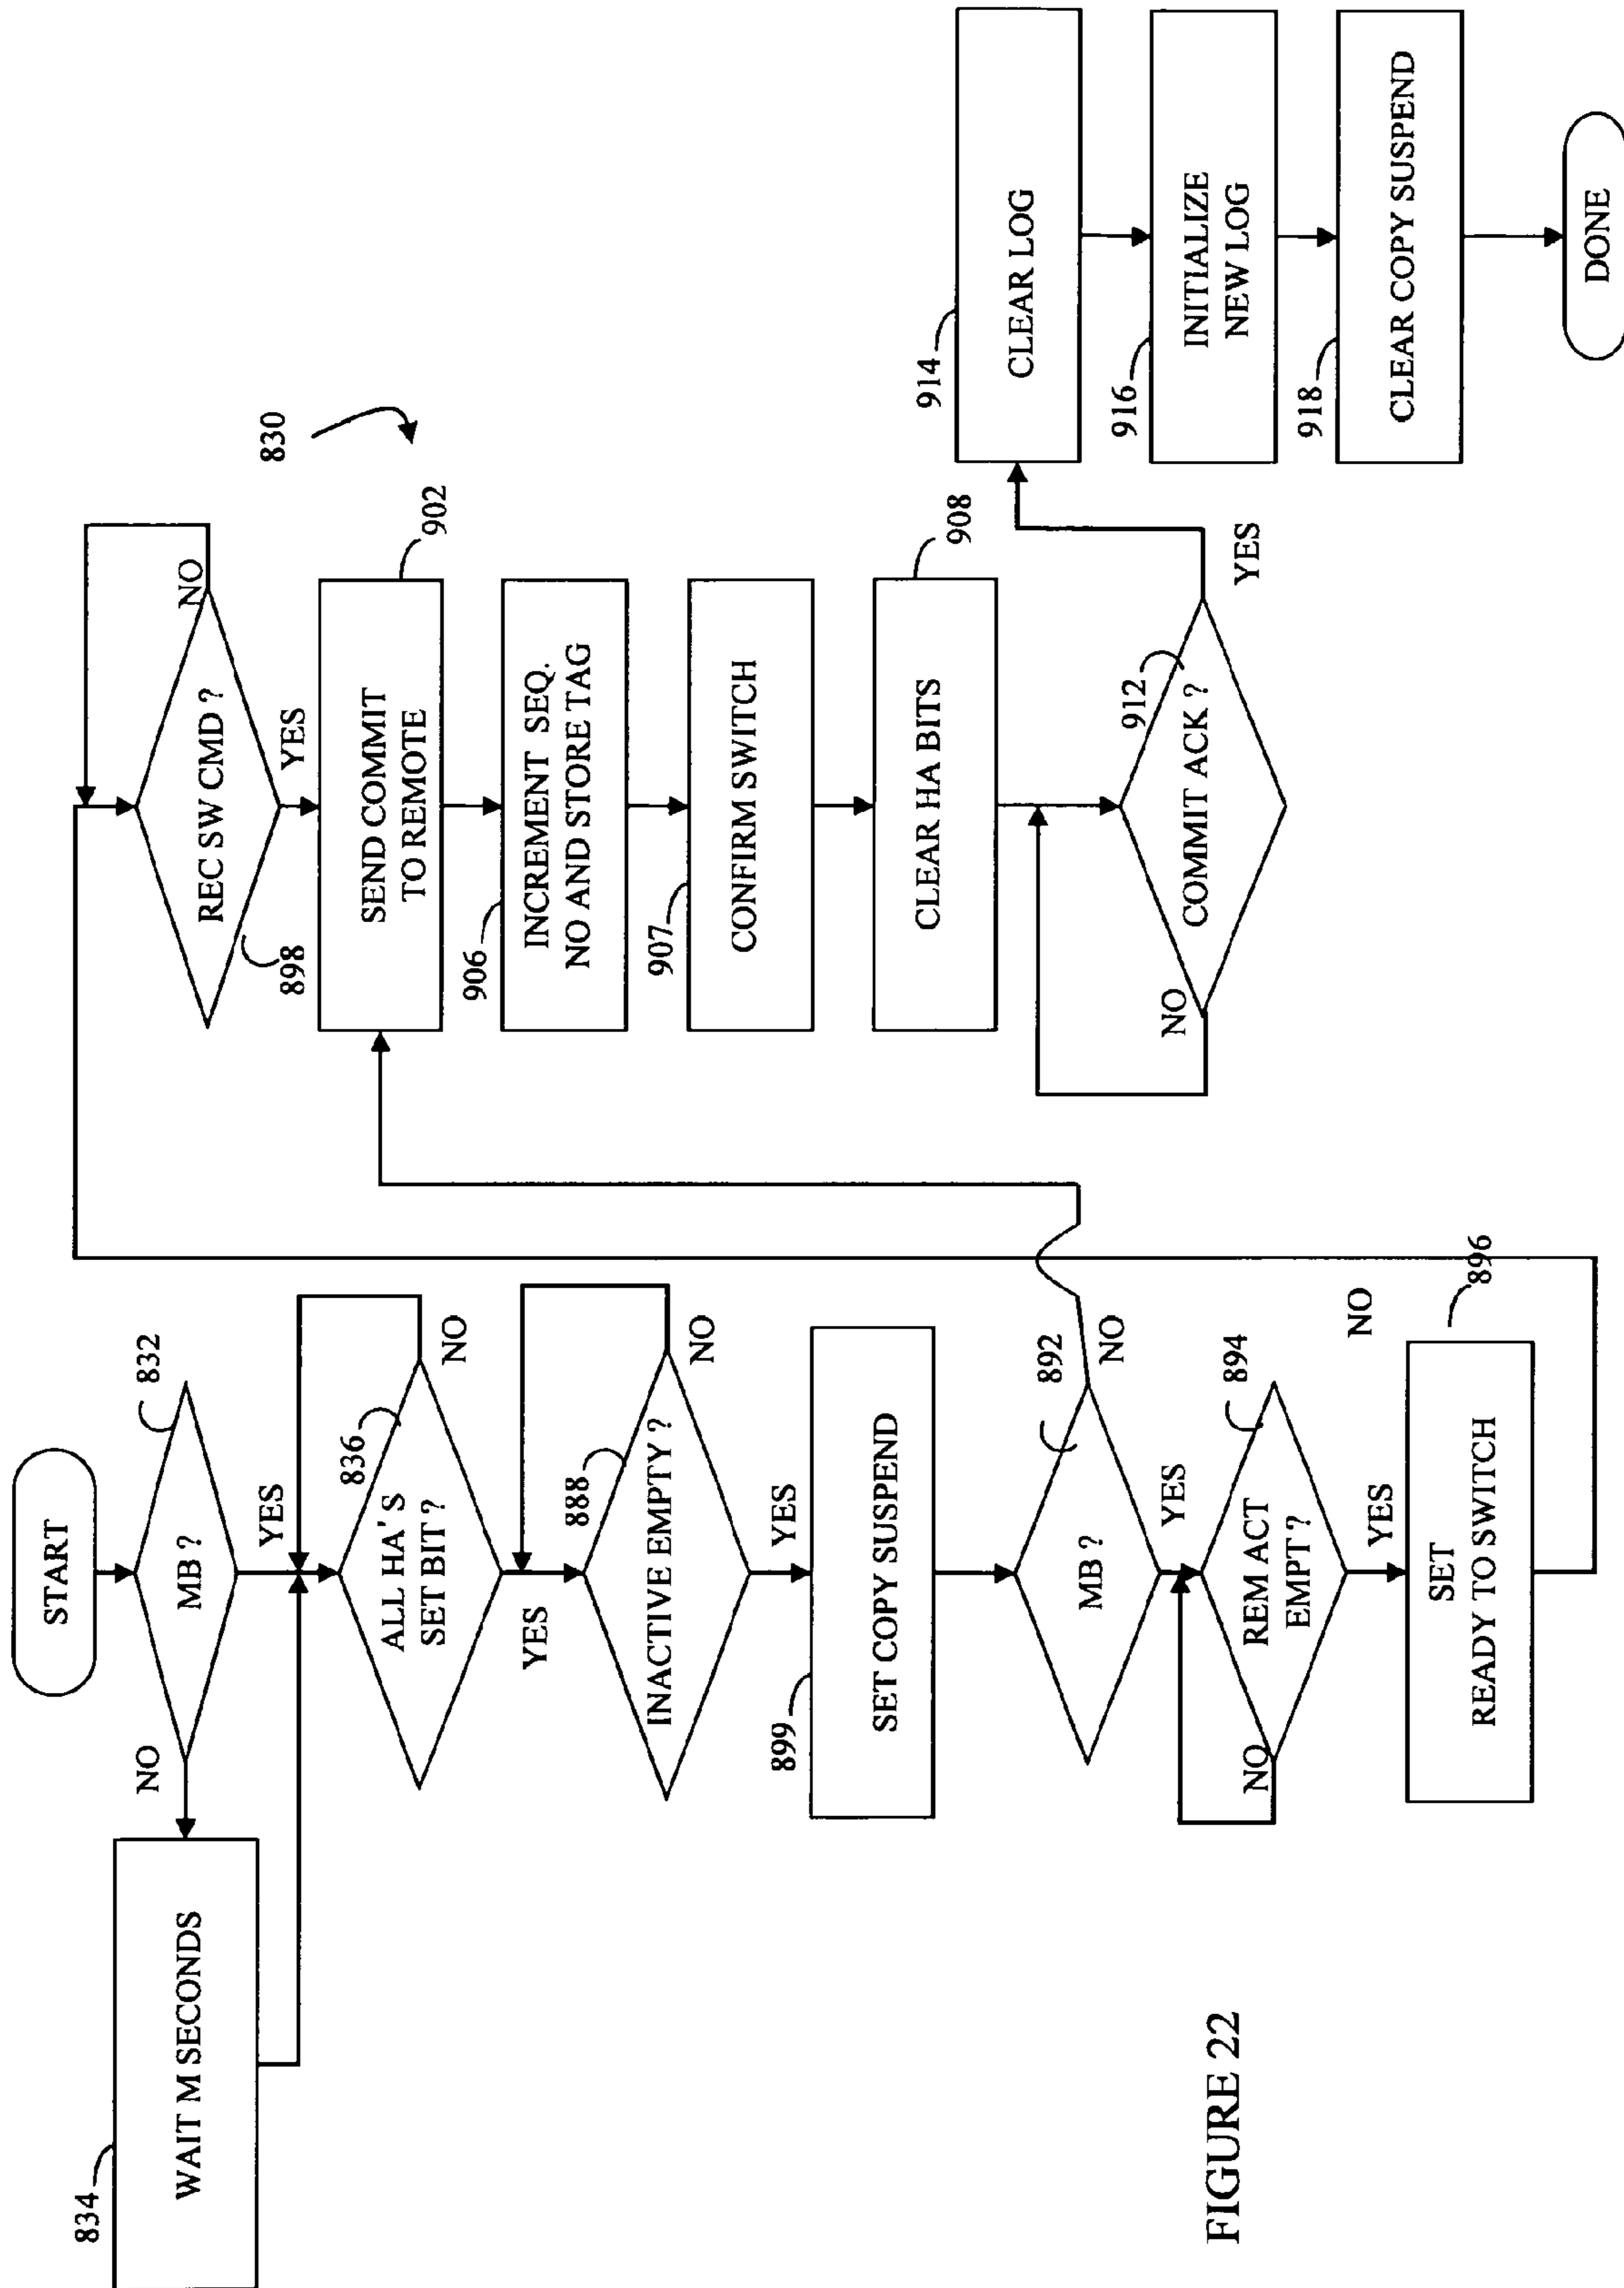 START
832
MB ?
NO
YES
834
WAIT M SECONDS
836
ALL HA'S
SET BIT ?
NO
YES
888
INACTIVE EMPTY ?
NO
YES
899
SET COPY SUSPEND
892
MB ?
NO
YES
894
REM ACT
EMPT ?
NO
NO
YES
896
SET
READY TO SWITCH
830
REC SW CMD ?
NO
898
YES
902
SEND COMMIT
TO REMOTE
906
INCREMENT SEQ.
NO AND STORE TAG
907
CONFIRM SWITCH
908
CLEAR HA BITS
912
COMMIT ACK ?
NO
YES
914
CLEAR LOG
916
INITIALIZE
NEW LOG
918
CLEAR COPY SUSPEND
DONE
FIGURE 22